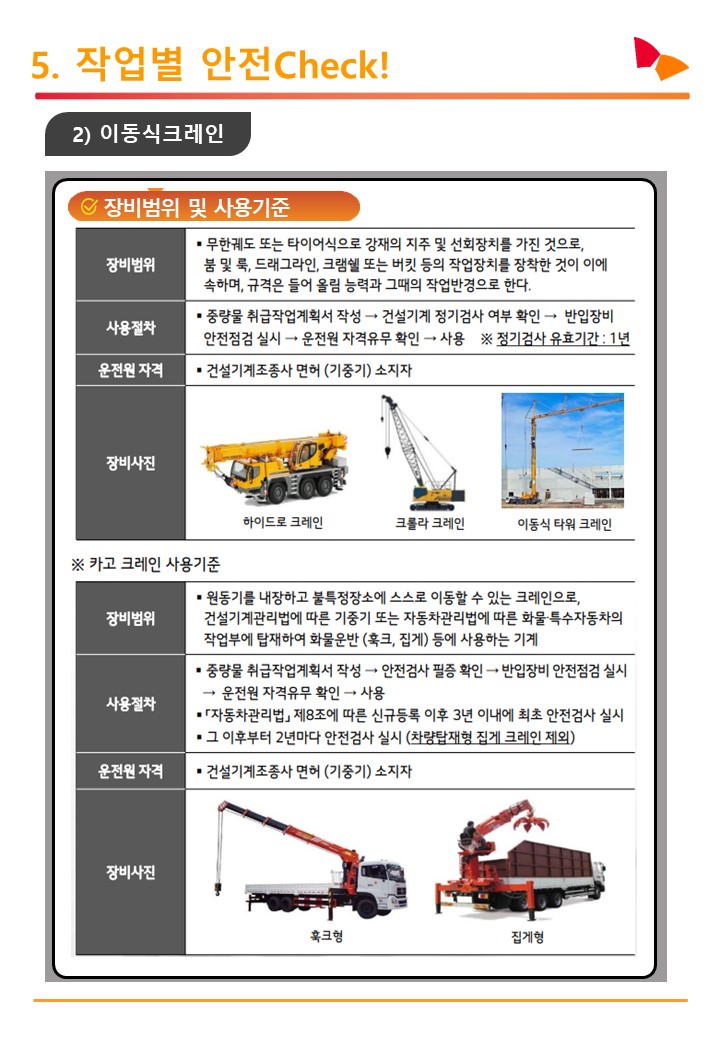 5. 작업별 안전Check!
2) 이동식크레인
장비범위 및 사용기준
장비범위
▪ 무한궤도 또는 타이어식으로 강재의 지주 및 선회장치를 가진 것으로,
붐 및 룩, 드래그라인, 크램쉘 또는 버킷 등의 작업장치를 장착한 것이 이에
속하며, 규격은 들어 올림 능력과 그때의 작업반경으로 한다.
사용절차
▪ 중량물 취급작업계획서 작성 → 건설기계 정기검사 여부 확인 → 반입장비
안전점검 실시 → 운전원 자격유무 확인 → 사용 ※ 정기검사 유효기간 : 1년
운전원 자격
▪ 건설기계조종사 면허 (기중기) 소지자
장비사진
하이드로 크레인
크롤라 크레인
이동식 타워 크레인
※ 카고 크레인 사용기준
장비범위
▪ 원동기를 내장하고 불특정장소에 스스로 이동할 수 있는 크레인으로,
건설기계관리법에 따른 기중기 또는 자동차관리법에 따른 화물·특수자동차의
작업부에 탑재하여 화물운반 (훅크, 집게) 등에 사용하는 기계
사용절차
▪ 중량물 취급작업계획서 작성 → 안전검사 필증 확인 → 반입장비 안전점검 실시
→ 운전원 자격유무 확인 → 사용
▪ 「자동차관리법」 제8조에 따른 신규등록 이후 3년 이내에 최초 안전검사 실시
▪ 그 이후부터 2년마다 안전검사 실시 (차량탑재형 집게 크레인 제외)
운전원 자격
▪ 건설기계조종사 면허 (기중기) 소지자
장비사진
훅크형
집게형